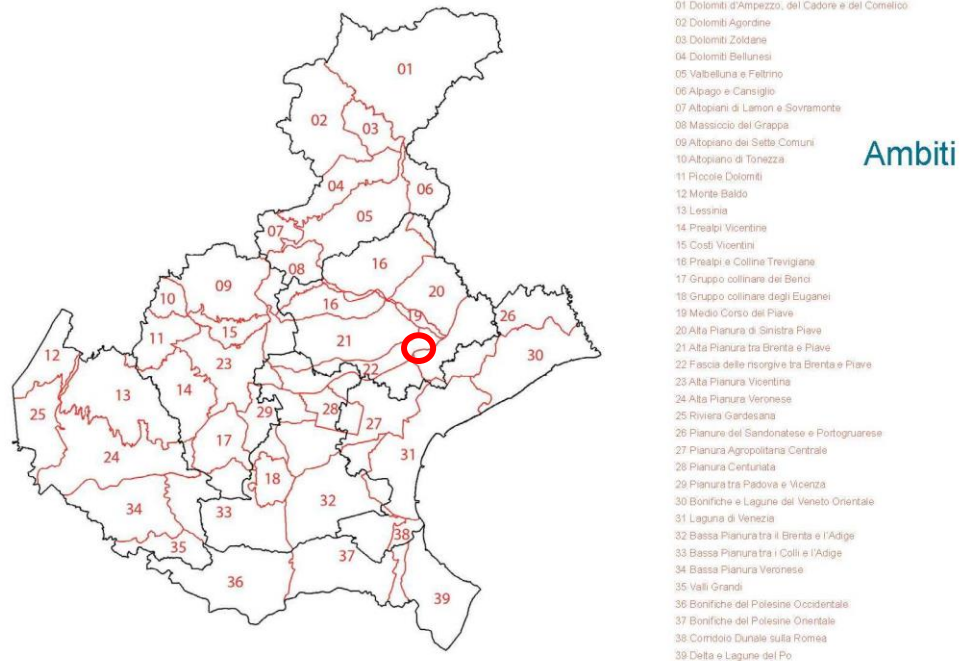 01 Dolomiti d'Ampezzo, del Cadore e del Comelico
02 Dolomiti Agordine
03 Dolomiti Zoldane
04 Dolomiti Bellunesi
05 Valbelluna e Feltrino
06 Alpago e Cansiglio
07 Altopiani di Lamon e Sovramonte
08 Massiccio del Grappa
09 Altopiano dei Sette Comuni
10 Altopiano di Tonezza
11 Piccole Dolomiti
12 Monte Baldo
13 Lessinia
14 Prealpi Vicentine
15 Costi Vicentini
16 Prealpi e Colline Trevigiane
17 Gruppo collinare dei Berici
18 Gruppo collinare degli Euganei
19 Medio Corso del Piave
20 Alta Pianura di Sinistra Piave
21 Alta Pianura tra Brenta e Piave
22 Fascia delle risorgive tra Brenta e Piave
23 Alta Pianura Vicentina
24 Alta Pianura Veronese
25 Riviera Gardesana
26 Pianure del Sandonatese e Portogruarese
27 Pianura Agropolitana Centrale
28 Pianura Centuriata
29 Pianura tra Padova e Vicenza
30 Bonifiche e Lagune del Veneto Orientale
31 Laguna di Venezia
32 Bassa Pianura tra il Brenta e l'Adige
33 Bassa Pianura tra i Colli e l'Adige
34 Bassa Pianura Veronese
35 Valli Grandi
36 Bonifiche del Polesine Occidentale
37 Bonifiche del Polesine Orientale
38 Corridoio Dunale sulla Romea
39 Delta e Lagune del Po
Ambiti
01
02
03
04
06
05
07
08
16
09
10
16
20
19
26
15
11
21
30
12
22
23
13
14
25
29
28
27
17
31
24
18
32
34
33
38
35
37
36
39